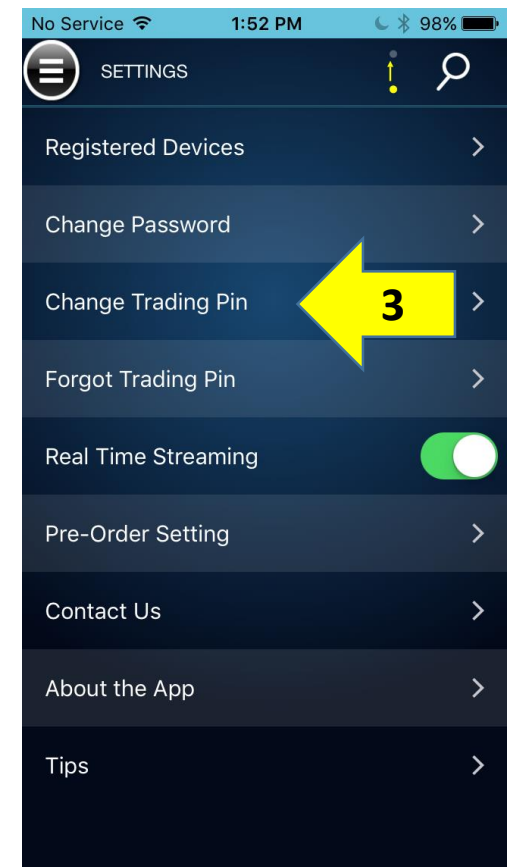 No Service 1:52 PM 98%
SETTINGS
Registered Devices
Change Password
Change Trading Pin 3
Forgot Trading Pin
Real Time Streaming
Pre-Order Setting
Contact Us
About the App
Tips